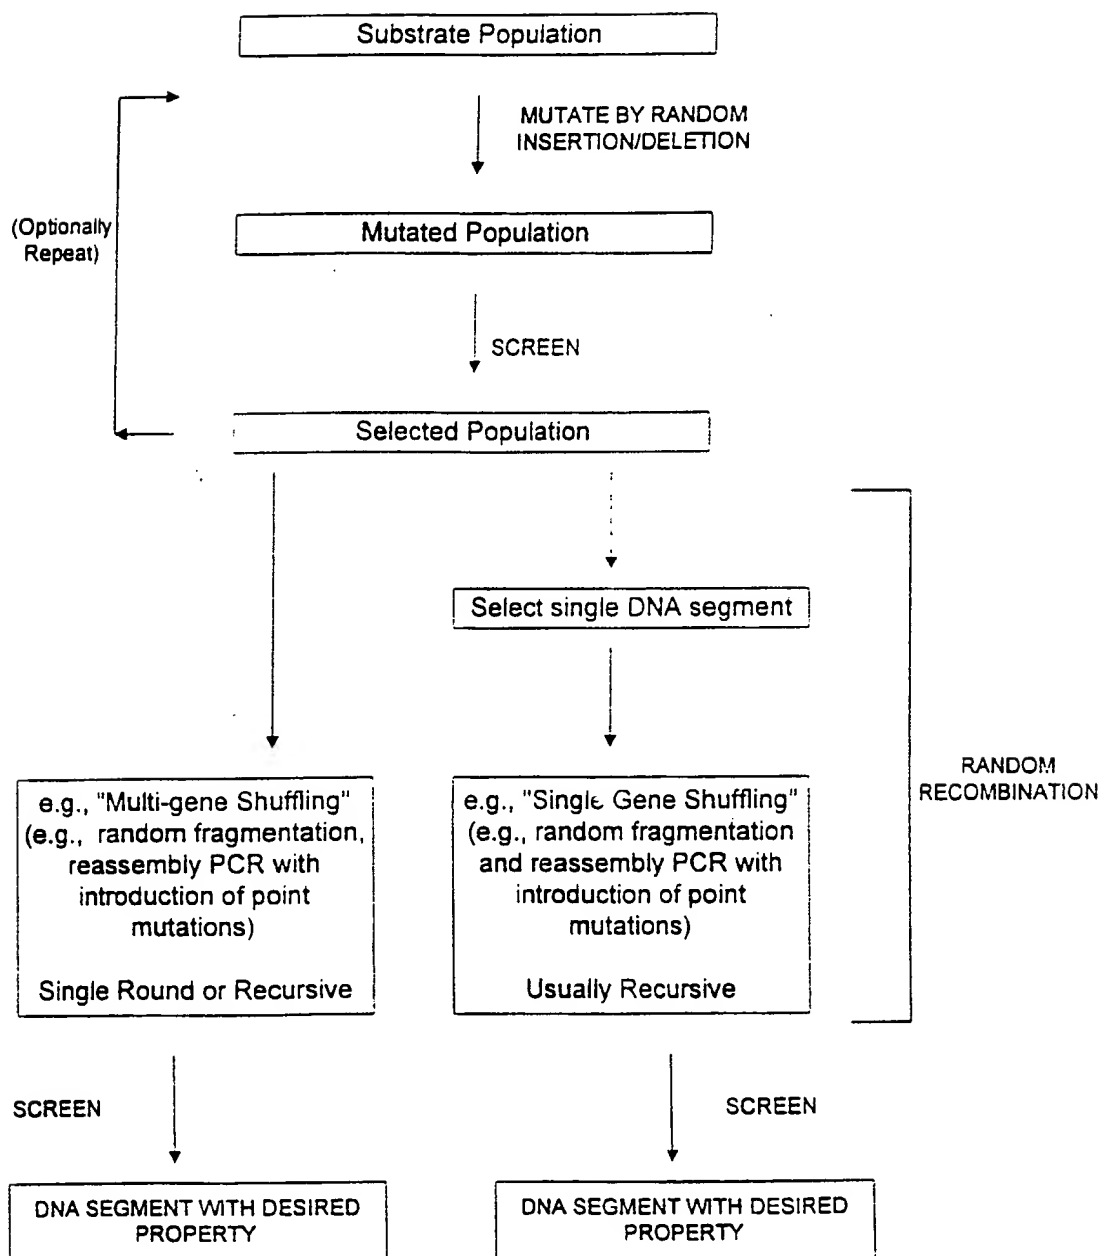 Substrate Population
MUTATE BY RANDOM
INSERTION/DELETION
(Optionally
Repeat)
Mutated Population
SCREEN
Selected Population
Select single DNA segment
e.g., "Multi-gene Shuffling"
(e.g., random fragmentation,
reassembly PCR with
introduction of point
mutations)
Single Round or Recursive
e.g., "Single Gene Shuffling"
(e.g., random fragmentation
and reassembly PCR with
introduction of point
mutations)
Usually Recursive
RANDOM
RECOMBINATION
SCREEN
SCREEN
DNA SEGMENT WITH DESIRED
PROPERTY
DNA SEGMENT WITH DESIRED
PROPERTY